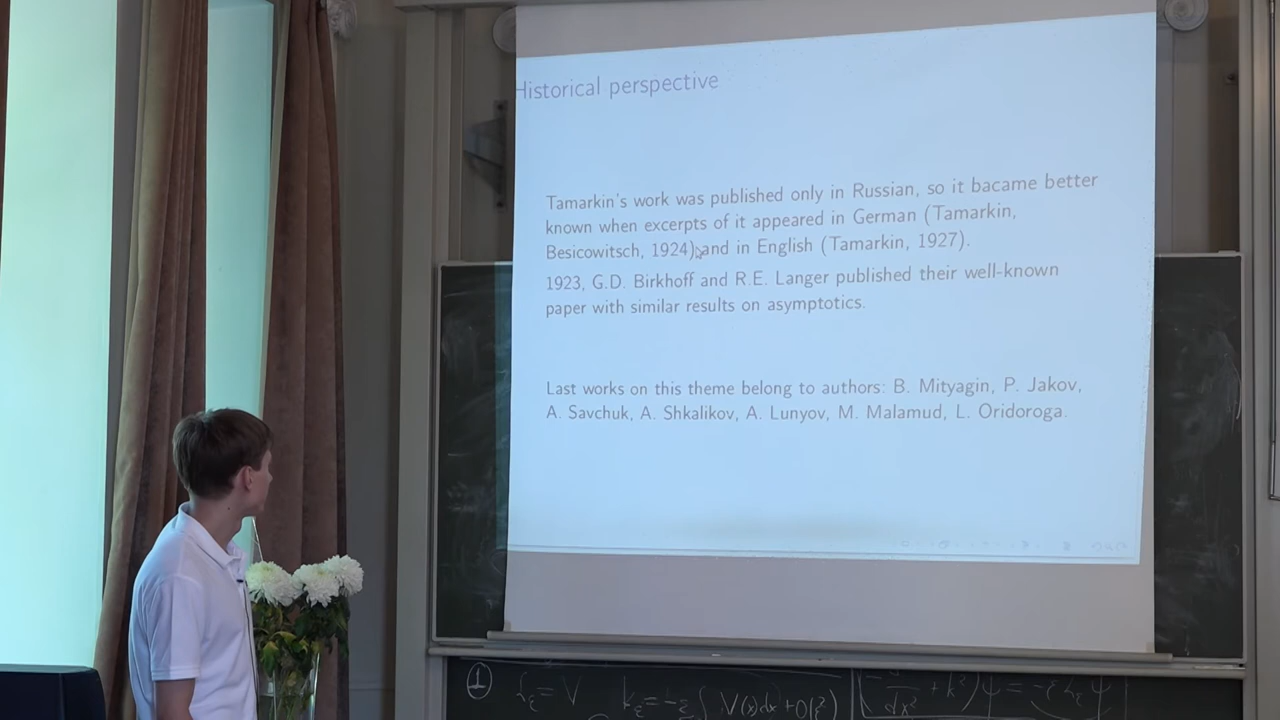 Historical perspective
Tamarkin's work was published only in Russian, so it bacame better
known when excerpts of it appeared in German (Tamarkin,
Besicowitsch, 1924) and in English (Tamarkin, 1927).
1923, G.D. Birkhoff and R.E. Langer published their well-known
paper with similar results on asymptotics.
Last works on this theme belong to authors: B. Mityagin, P. Jakov,
A. Savchuk, A. Shkalikov, A. Lunyov, M. Malamud, L. Oridoroga.
V(x)dx